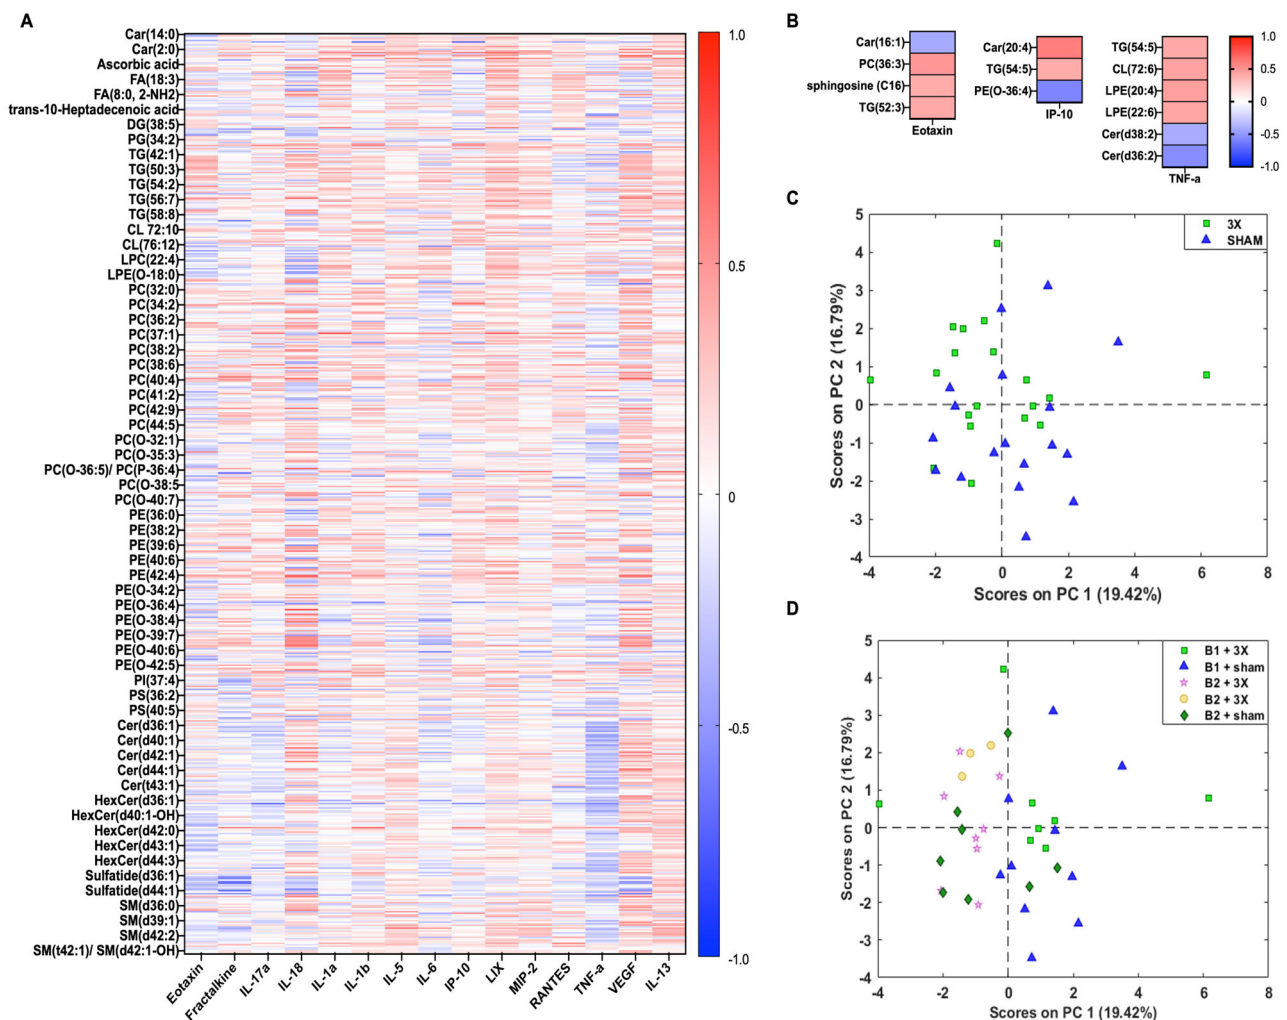 A
Car(14:0)
Car(2:0)
Ascorbic acid
FA(18:3)
FA(8:0, 2-NH2)
trans-10-Heptadecenoic acid
DG(38:5)
PG(34:2)
TG(42:1)
TG(50:3)
TG(54:2)
TG(56:7)
TG(58:8)
CL 72:10
CL(76:12)
LPC(22:4)
LPE(O-18:0)
PC(32:0)
PC(34:2)
PC(36:2)
PC(37:1)
PC(38:2)
PC(38:6)
PC(40:4)
PC(41:2)
PC(42:9)
PC(44:5)
PC(O-32:1)
PC(O-35:3)
PC(O-36:5)/ PC(P-36:4)
PC(O-38:5
PC(O-40:7)
PE(36:0)
PE(38:2)
PE(39:6)
PE(40:6)
PE(42:4)
PE(O-34:2)
PE(O-36:4)
PE(O-38:4)
PE(O-39:7)
PE(O-40:6)
PE(O-42:5)
PI(37:4)
PS(36:2)
PS(40:5)
Cer(d36:1)
Cer(d40:1)
Cer(d42:1)
Cer(d44:1)
Cer(t43:1)
HexCer(d36:1)
HexCer(d40:1-OH)
HexCer(d42:0)
HexCer(d43:1)
HexCer(d44:3)
Sulfatide(d36:1)
Sulfatide(d44:1)
SM(d36:0)
SM(d39:1)
SM(d42:2)
SM(t42:1)/ SM(d42:1-OH)
Eotaxin
Fractalkine
IL-17a
IL-18
IL-1a
IL-1b
IL-5
IL-6
IP-10
LIX
MIP-2
RANTES
TNF-a
VEGF
IL-13
1.0
0.5
0
-0.5
-1.0
B
Car(16:1)
PC(36:3)
sphingosine (C16)
TG(52:3)
Eotaxin
Car(20:4)
TG(54:5)
PE(O-36:4)
IP-10
TG(54:5)
CL(72:6)
LPE(20:4)
LPE(22:6)
Cer(d38:2)
Cer(d36:2)
TNF-a
1.0
0.5
0
-0.5
-1.0
C
3X
SHAM
5
4
3
2
1
0
-1
-2
-3
-4
Scores on PC 2 (16.79%)
-4
-2
0
2
4
6
8
Scores on PC 1 (19.42%)
D
B1 + 3X
B1 + sham
B2 + 3X
B2 + 3X
B2 + sham
5
4
3
2
1
0
-1
-2
-3
-4
Scores on PC 2 (16.79%)
-4
-2
0
2
4
6
8
Scores on PC 1 (19.42%)